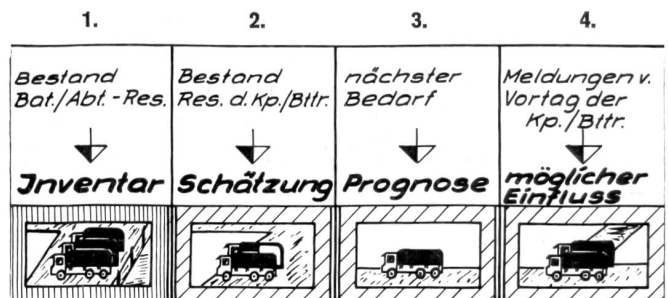 1.
Bestand
Bat./Abt.-Res.
Inventar
2.
Bestand
Res. d. Kp./Bttr.
Schätzung
3.
nächster
Bedarf
Prognose
4.
Meldungen v.
Vortag der
Kp./Bttr.
möglicher
Einfluss